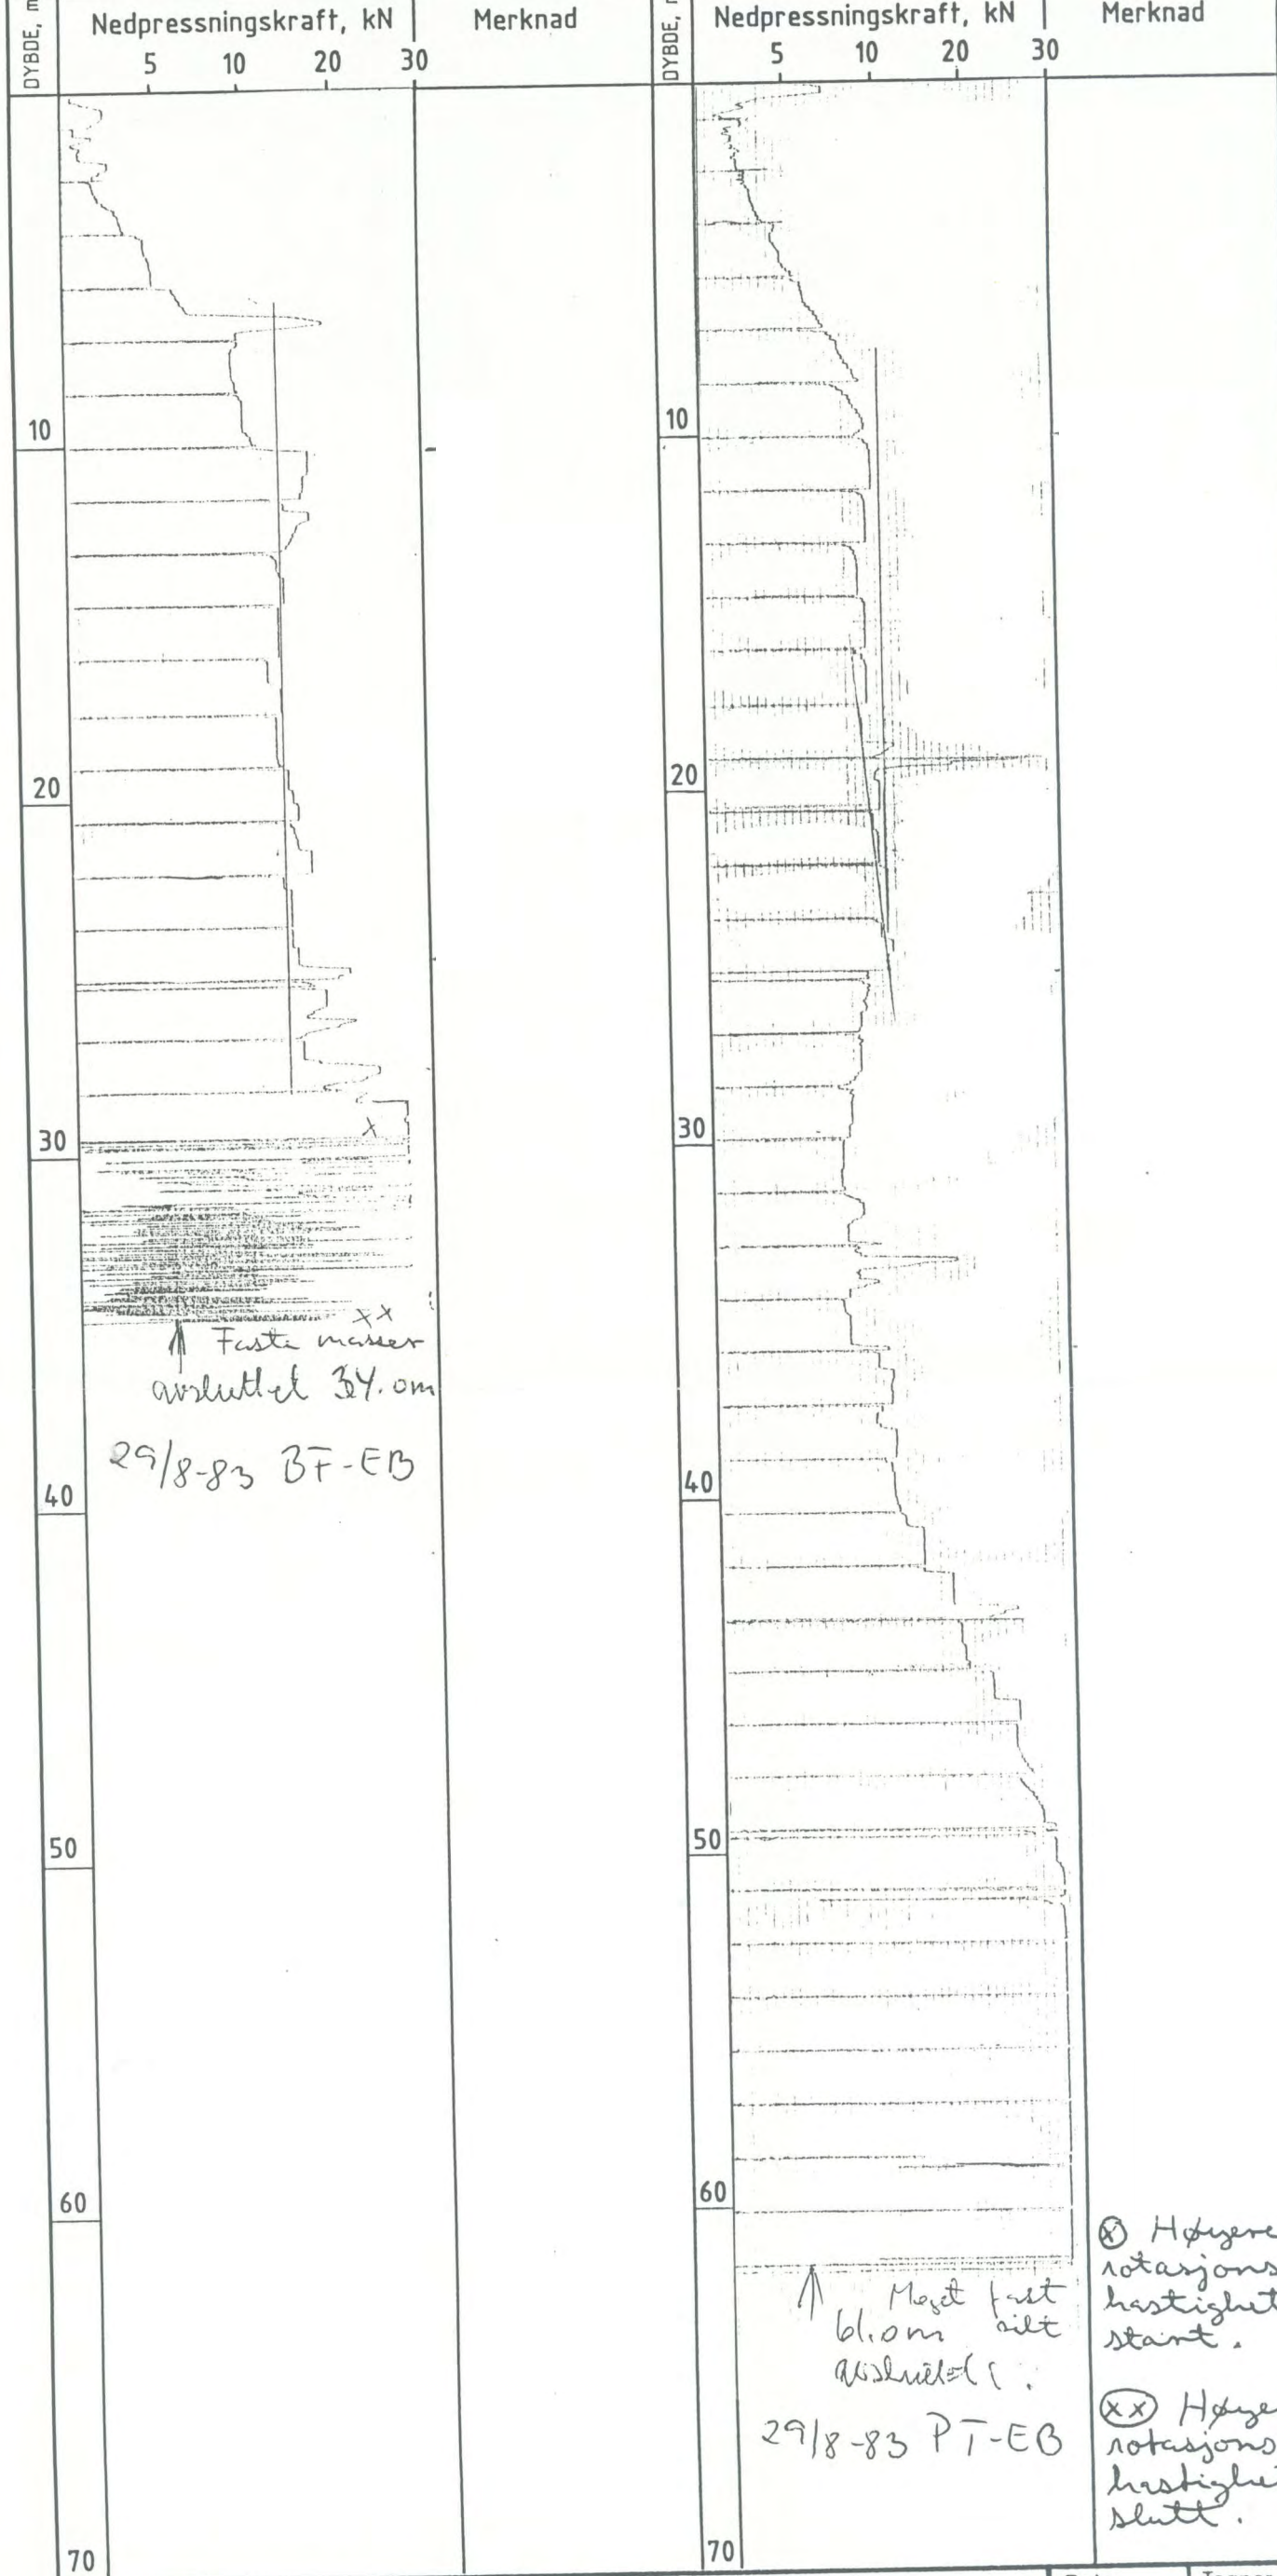 DYBDE, m
Nedpressningskraft, kN
Merknad
5 10 20 30
10
20
30
x
xx
Faste masser
avsluttet 34.0m
29/8-83 BF-EB
40
50
60
70
DYBDE, m
Nedpressningskraft, kN
Merknad
5 10 20 30
10
20
30
40
50
60
Meget fast
61.0m silt
avsluttet
29/8-83 PT-EB
70
ⓧ Høyere
rotasjons
hastighet
start.
(xx) Høye
rotasjons
hastighe
slutt.